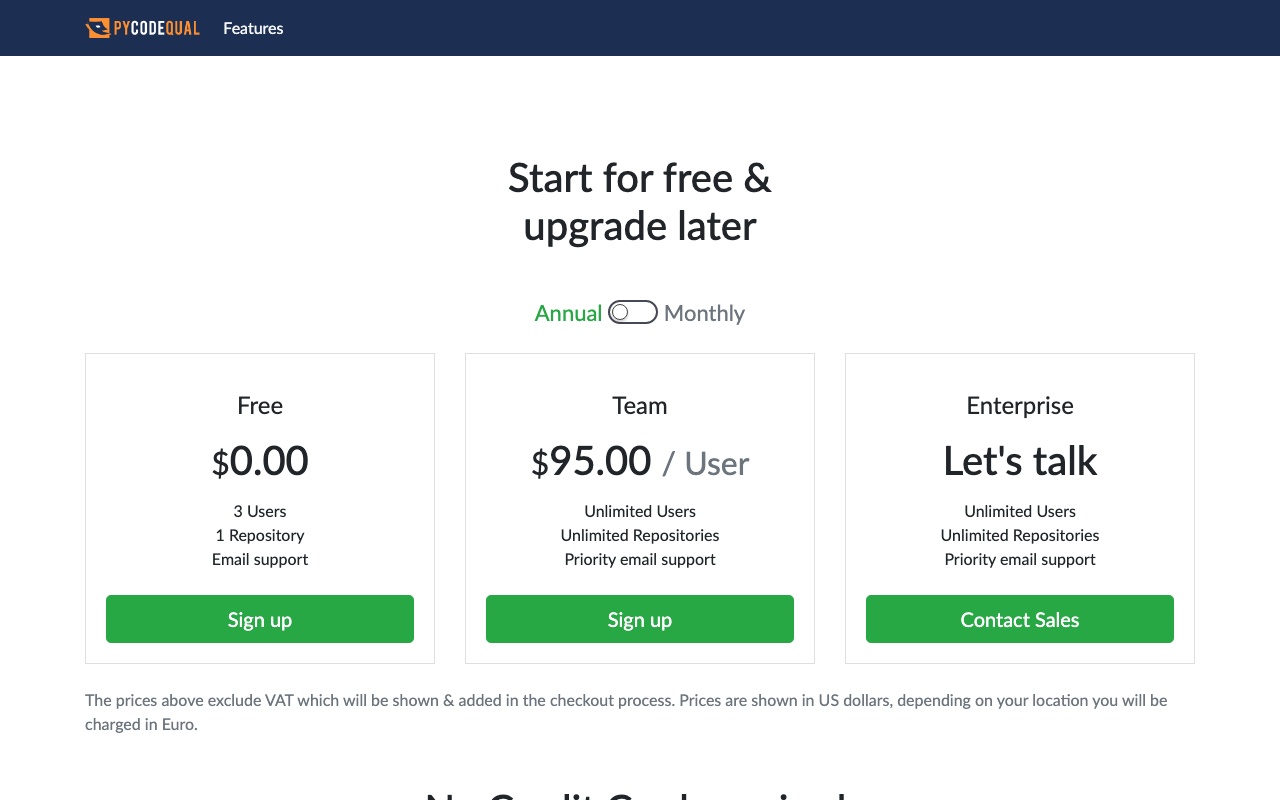 PYCODEQUAL Features
Start for free &
upgrade later
Annual Monthly
Free
$0.00
3 Users
1 Repository
Email support
Sign up
Team
$95.00 / User
Unlimited Users
Unlimited Repositories
Priority email support
Sign up
Enterprise
Let's talk
Unlimited Users
Unlimited Repositories
Priority email support
Contact Sales
The prices above exclude VAT which will be shown & added in the checkout process. Prices are shown in US dollars, depending on your location you will be
charged in Euro.